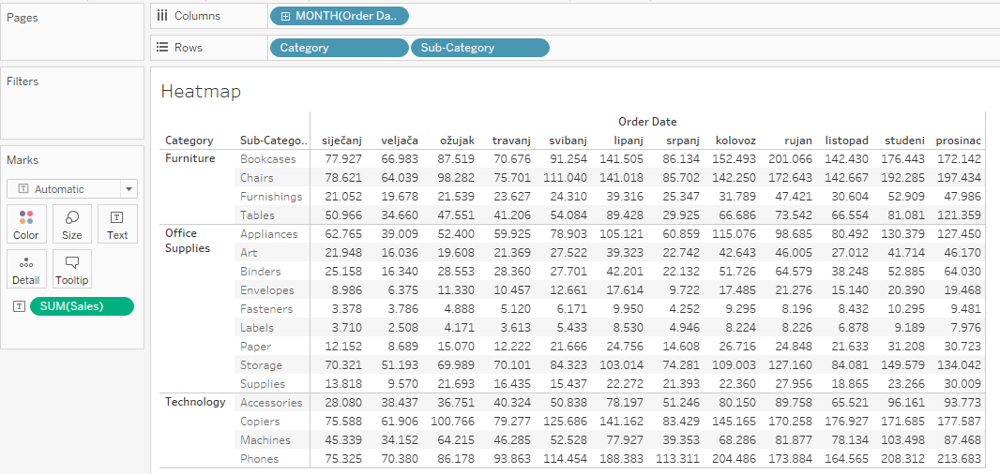 Pages
Columns
MONTH(Order Da..
Rows
Category
Sub-Category
Filters
Heatmap
Marks
Automatic
Color
Size
Text
Detail
Tooltip
SUM(Sales)
Order Date
Category Sub-Catego.. siječanj veljača ožujak travanj svibanj lipanj srpanj kolovoz rujan listopad studeni prosinac
Furniture Bookcases 77.927 66.983 87.519 70.676 91.254 141.505 86.134 152.493 201.066 142.430 176.443 172.142
Chairs 78.621 64.039 98.282 75.701 111.040 141.018 85.702 142.250 172.643 142.667 192.285 197.434
Furnishings 21.052 19.678 21.539 23.627 24.310 39.316 25.347 31.789 47.421 30.604 52.909 47.986
Tables 50.966 34.660 47.551 41.206 54.084 89.428 29.925 66.686 73.542 66.554 81.081 121.359
Office Appliances 62.765 39.009 52.400 59.925 78.903 105.121 60.859 115.076 98.685 80.492 130.379 127.450
Supplies Art 21.948 16.036 19.608 21.369 27.522 39.323 22.742 42.643 46.005 27.012 41.714 46.170
Binders 25.158 16.340 28.553 28.360 27.701 42.201 22.132 51.726 64.579 38.248 52.885 64.030
Envelopes 8.986 6.375 11.330 10.457 12.661 17.614 9.722 17.485 21.276 15.140 20.390 19.468
Fasteners 3.378 3.786 4.888 5.120 6.171 9.950 4.252 9.295 8.196 8.432 10.295 9.481
Labels 3.710 2.508 4.171 3.613 5.433 8.530 4.946 8.224 8.226 6.878 9.189 7.976
Paper 12.152 8.689 15.070 12.222 21.666 24.756 14.608 26.716 24.848 21.633 31.208 30.723
Storage 70.321 51.193 69.989 70.101 84.323 103.014 74.281 109.003 127.160 84.081 149.579 134.042
Supplies 13.818 9.570 21.693 16.435 15.437 22.272 21.393 22.360 27.956 18.865 23.266 30.009
Technology Accessories 28.080 38.437 36.751 40.324 50.838 78.197 51.246 80.150 89.758 65.521 96.161 93.773
Copiers 75.588 61.906 100.766 79.277 125.686 141.162 83.429 145.165 170.258 176.927 171.685 177.587
Machines 45.339 34.152 64.215 46.285 52.528 77.927 39.353 68.286 81.877 78.134 103.498 87.468
Phones 75.325 70.380 86.178 93.863 114.454 188.383 113.311 204.486 173.884 164.565 208.312 213.683